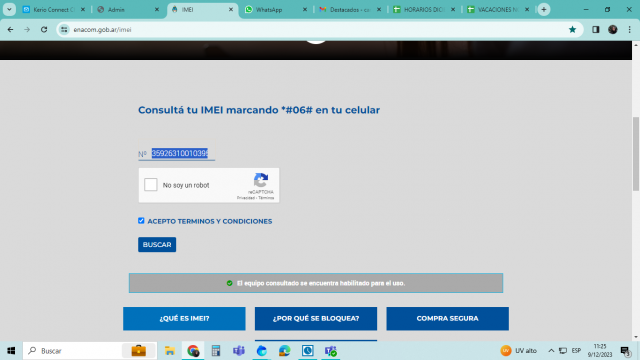 Kerio Connect C
Admin
IMEI
WhatsApp
Destacados - co
HORARIOS DIC
VACACIONES N
enacom.gob.ar/imei
Consultá tu IMEI marcando *#06# en tu celular
Nº 35926310010398
No soy un robot
reCAPTCHA
Privacidad - Términos
ACEPTO TERMINOS Y CONDICIONES
BUSCAR
El equipo consultado se encuentra habilitado para el uso.
¿QUÉ ES IMEI? ¿POR QUÉ SE BLOQUEA? COMPRA SEGURA
Buscar
UV alto
ESP
11:25
9/12/2023